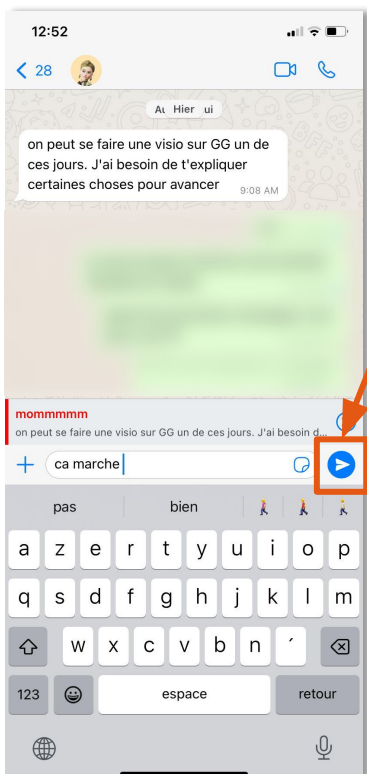 12:52
28
Hier
on peut se faire une visio sur GG un de
ces jours. J'ai besoin de t'expliquer
certaines choses pour avancer
9:08 AM
mommmmmm
on peut se faire une visio sur GG un de ces jours. J'ai besoin d...
ca marche
pas bien
a z e r t y u i o p
q s d f g h j k l m
w x c v b n ´
123 espace retour